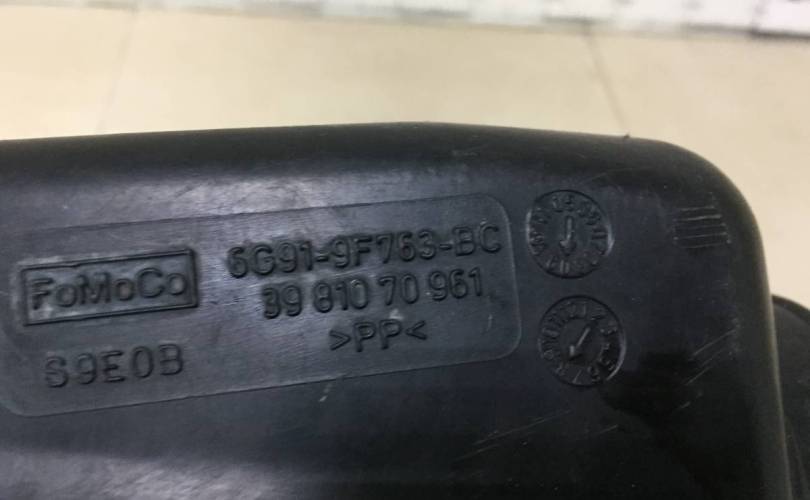 FoMoCo
6G91-9F763-BC
39 810 70 961
>PP<
S9E0B